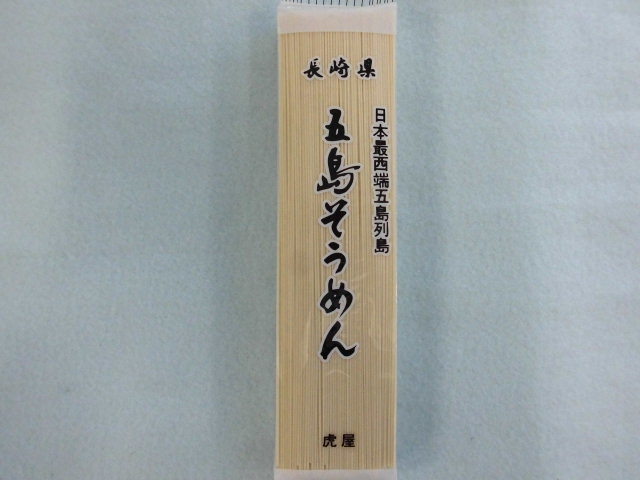 長崎県
日本最西端五島列島
五島そうめん
虎屋